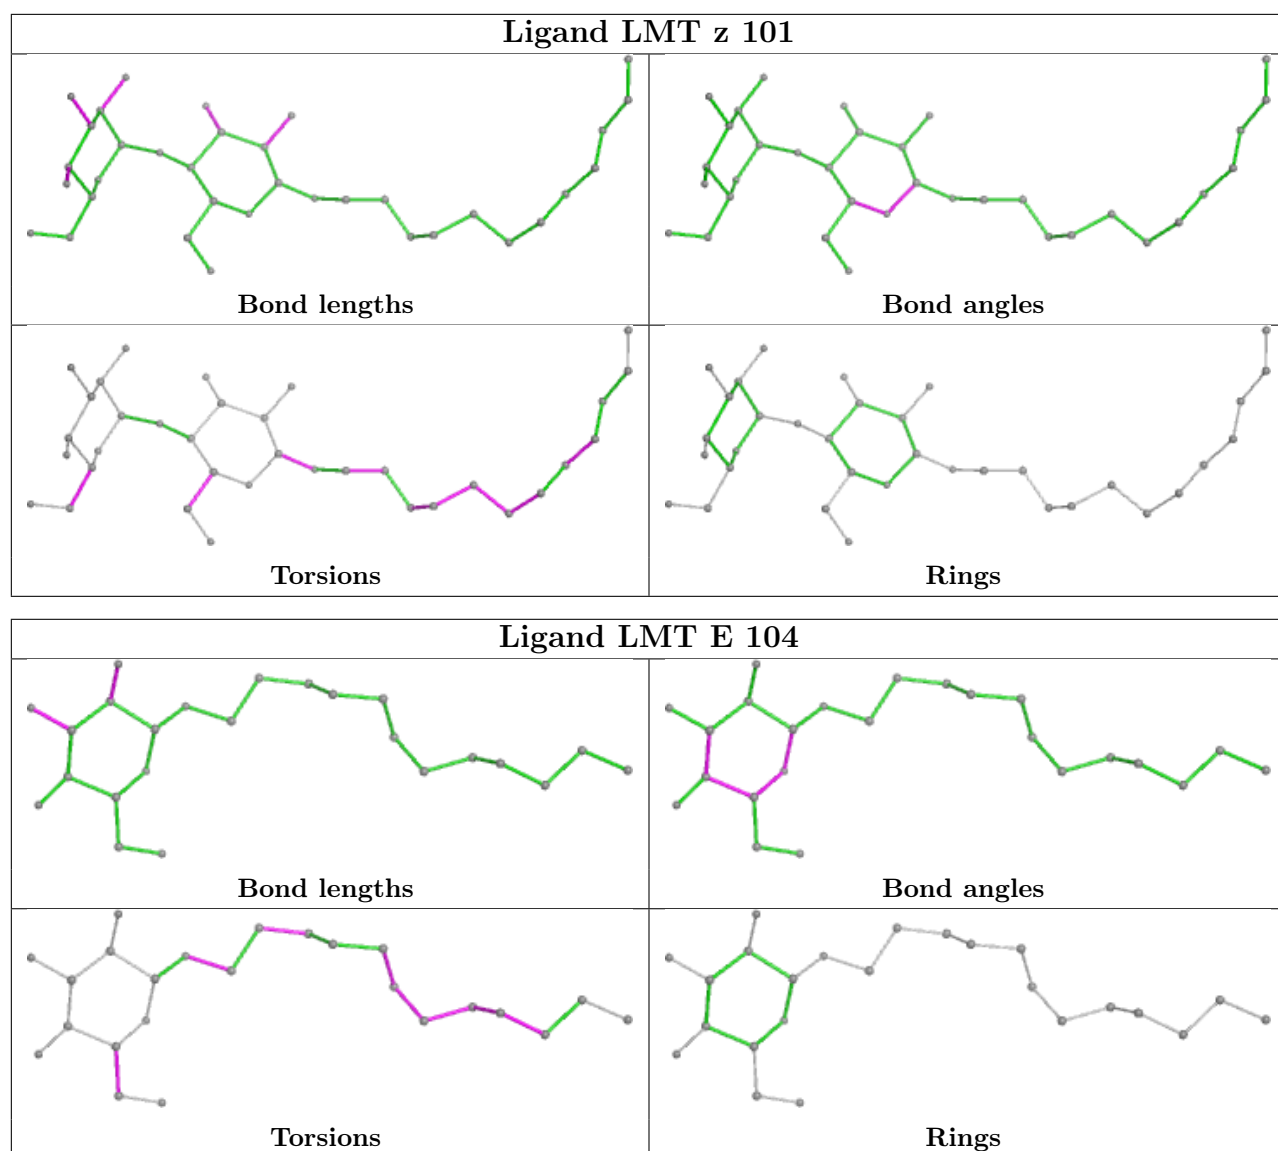 Ligand LMT z 101
Bond lengths
Bond angles
Torsions
Rings
Ligand LMT E 104
Bond lengths
Bond angles
Torsions
Rings